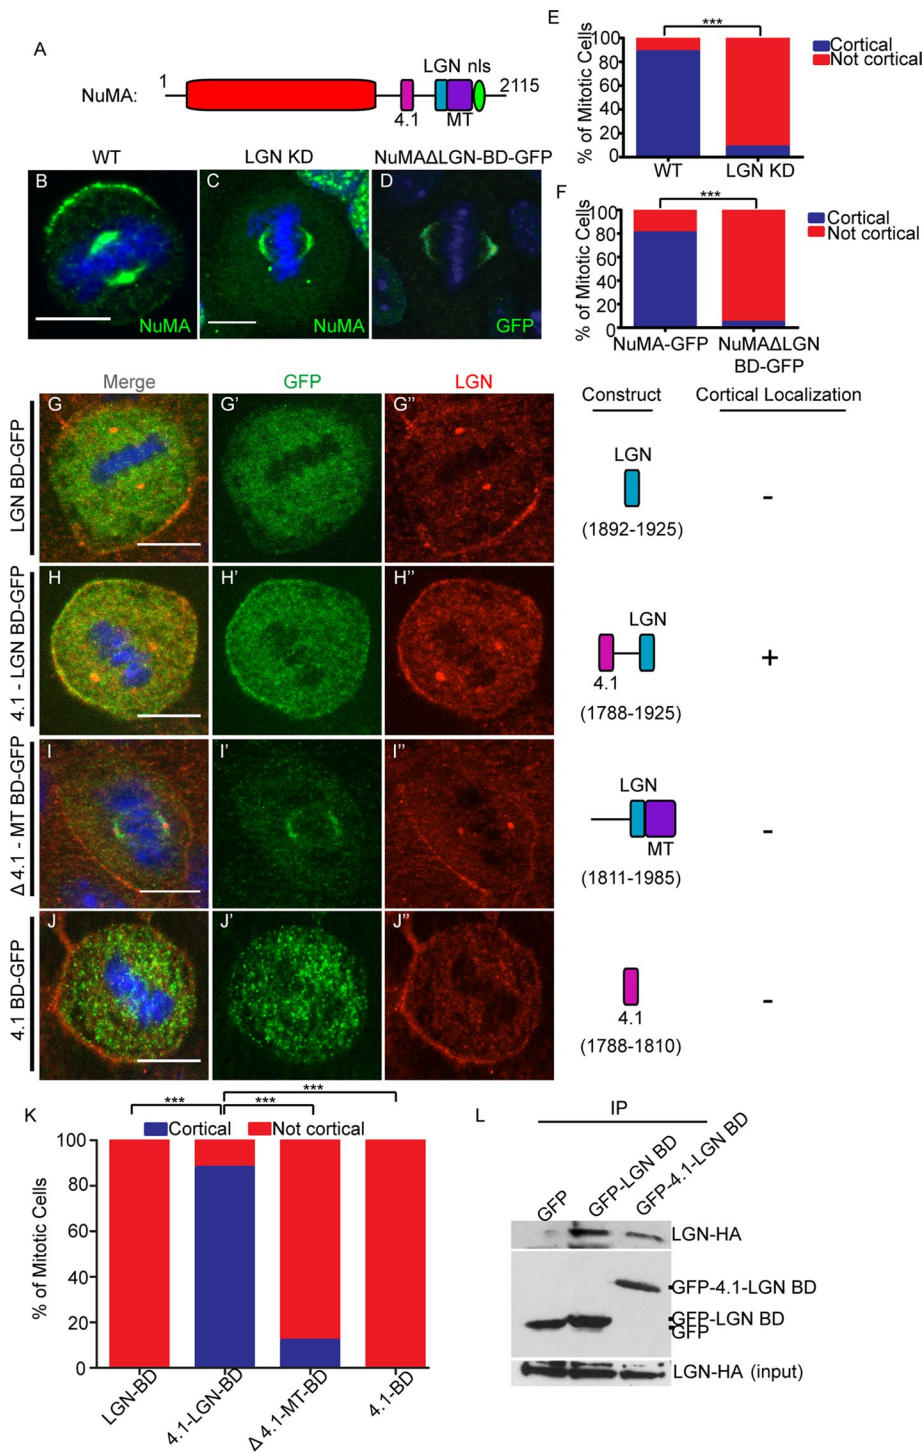 A
NuMA:
1
LGN nls
2115
4.1
MT
WT
LGN KD
NuMAΔLGN-BD-GFP
B
NuMA
C
NuMA
D
GFP
E
***
% of Mitotic Cells
100
80
60
40
20
0
WT
LGN KD
Cortical
Not cortical
F
***
% of Mitotic Cells
100
80
60
40
20
0
NuMA-GFP
NuMAΔLGN
BD-GFP
Cortical
Not cortical
Merge
GFP
LGN
Construct
Cortical Localization
LGN BD-GFP
G
G'
G''
LGN
(1892-1925)
-
4.1 - LGN BD-GFP
H
H'
H''
LGN
4.1
(1788-1925)
+
Δ 4.1 - MT BD-GFP
I
I'
I''
LGN
MT
(1811-1985)
-
4.1 BD-GFP
J
J'
J''
4.1
(1788-1810)
-
K
***
***
***
Cortical
Not cortical
% of Mitotic Cells
100
80
60
40
20
0
LGN-BD
4.1-LGN-BD
Δ 4.1-MT-BD
4.1-BD
L
IP
GFP
GFP-LGN BD
GFP-4.1-LGN BD
LGN-HA
GFP-4.1-LGN BD
GFP-LGN BD
GFP
LGN-HA (input)